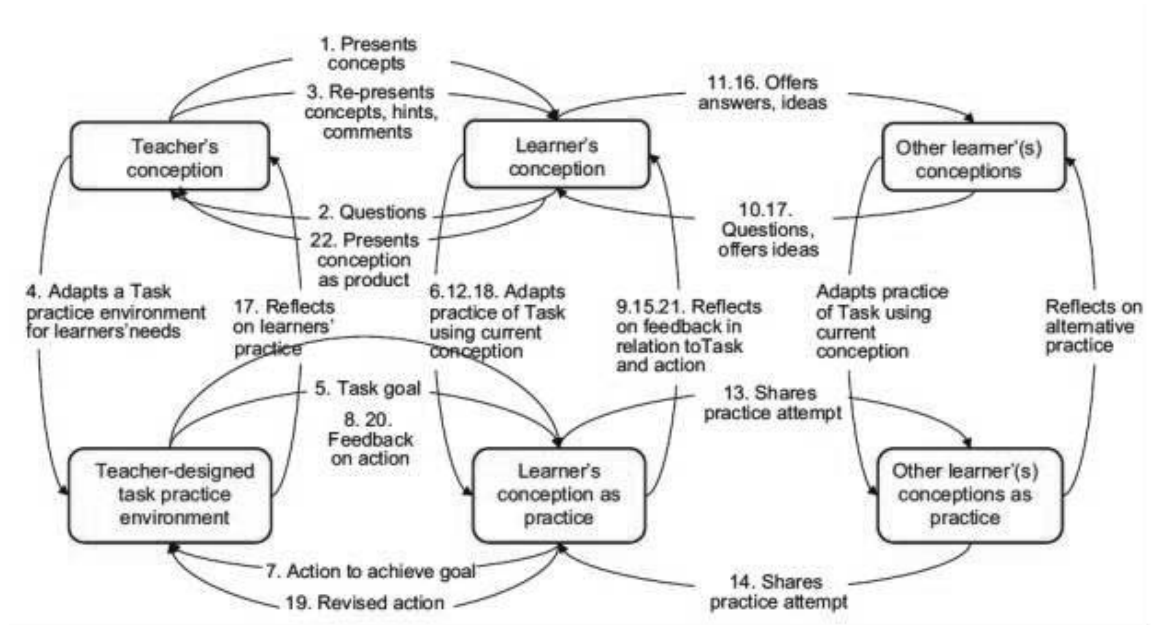 1. Presents
concepts
3. Re-presents
concepts, hints,
comments
11.16. Offers
answers, ideas
Teacher's
conception
Learner's
conception
Other learner'(s)
conceptions
2. Questions
22. Presents
conception
as product
10.17.
Questions,
offers ideas
4. Adapts a Task
practice environment
for learners'needs
17. Reflects
on learners'
practice
6.12.18. Adapts
practice of Task
using current
conception
9.15.21. Reflects
on feedback in
relation toTask
and action
Adapts practice
of Task using
current
conception
Reflects on
alternative
practice
5. Task goal
8. 20.
Feedback
on action
13. Shares
practice attempt
Teacher-designed
task practice
environment
Learner's
conception as
practice
Other learner'(s)
conceptions as
practice
7. Action to achieve goal
19. Revised action
14. Shares
practice attempt